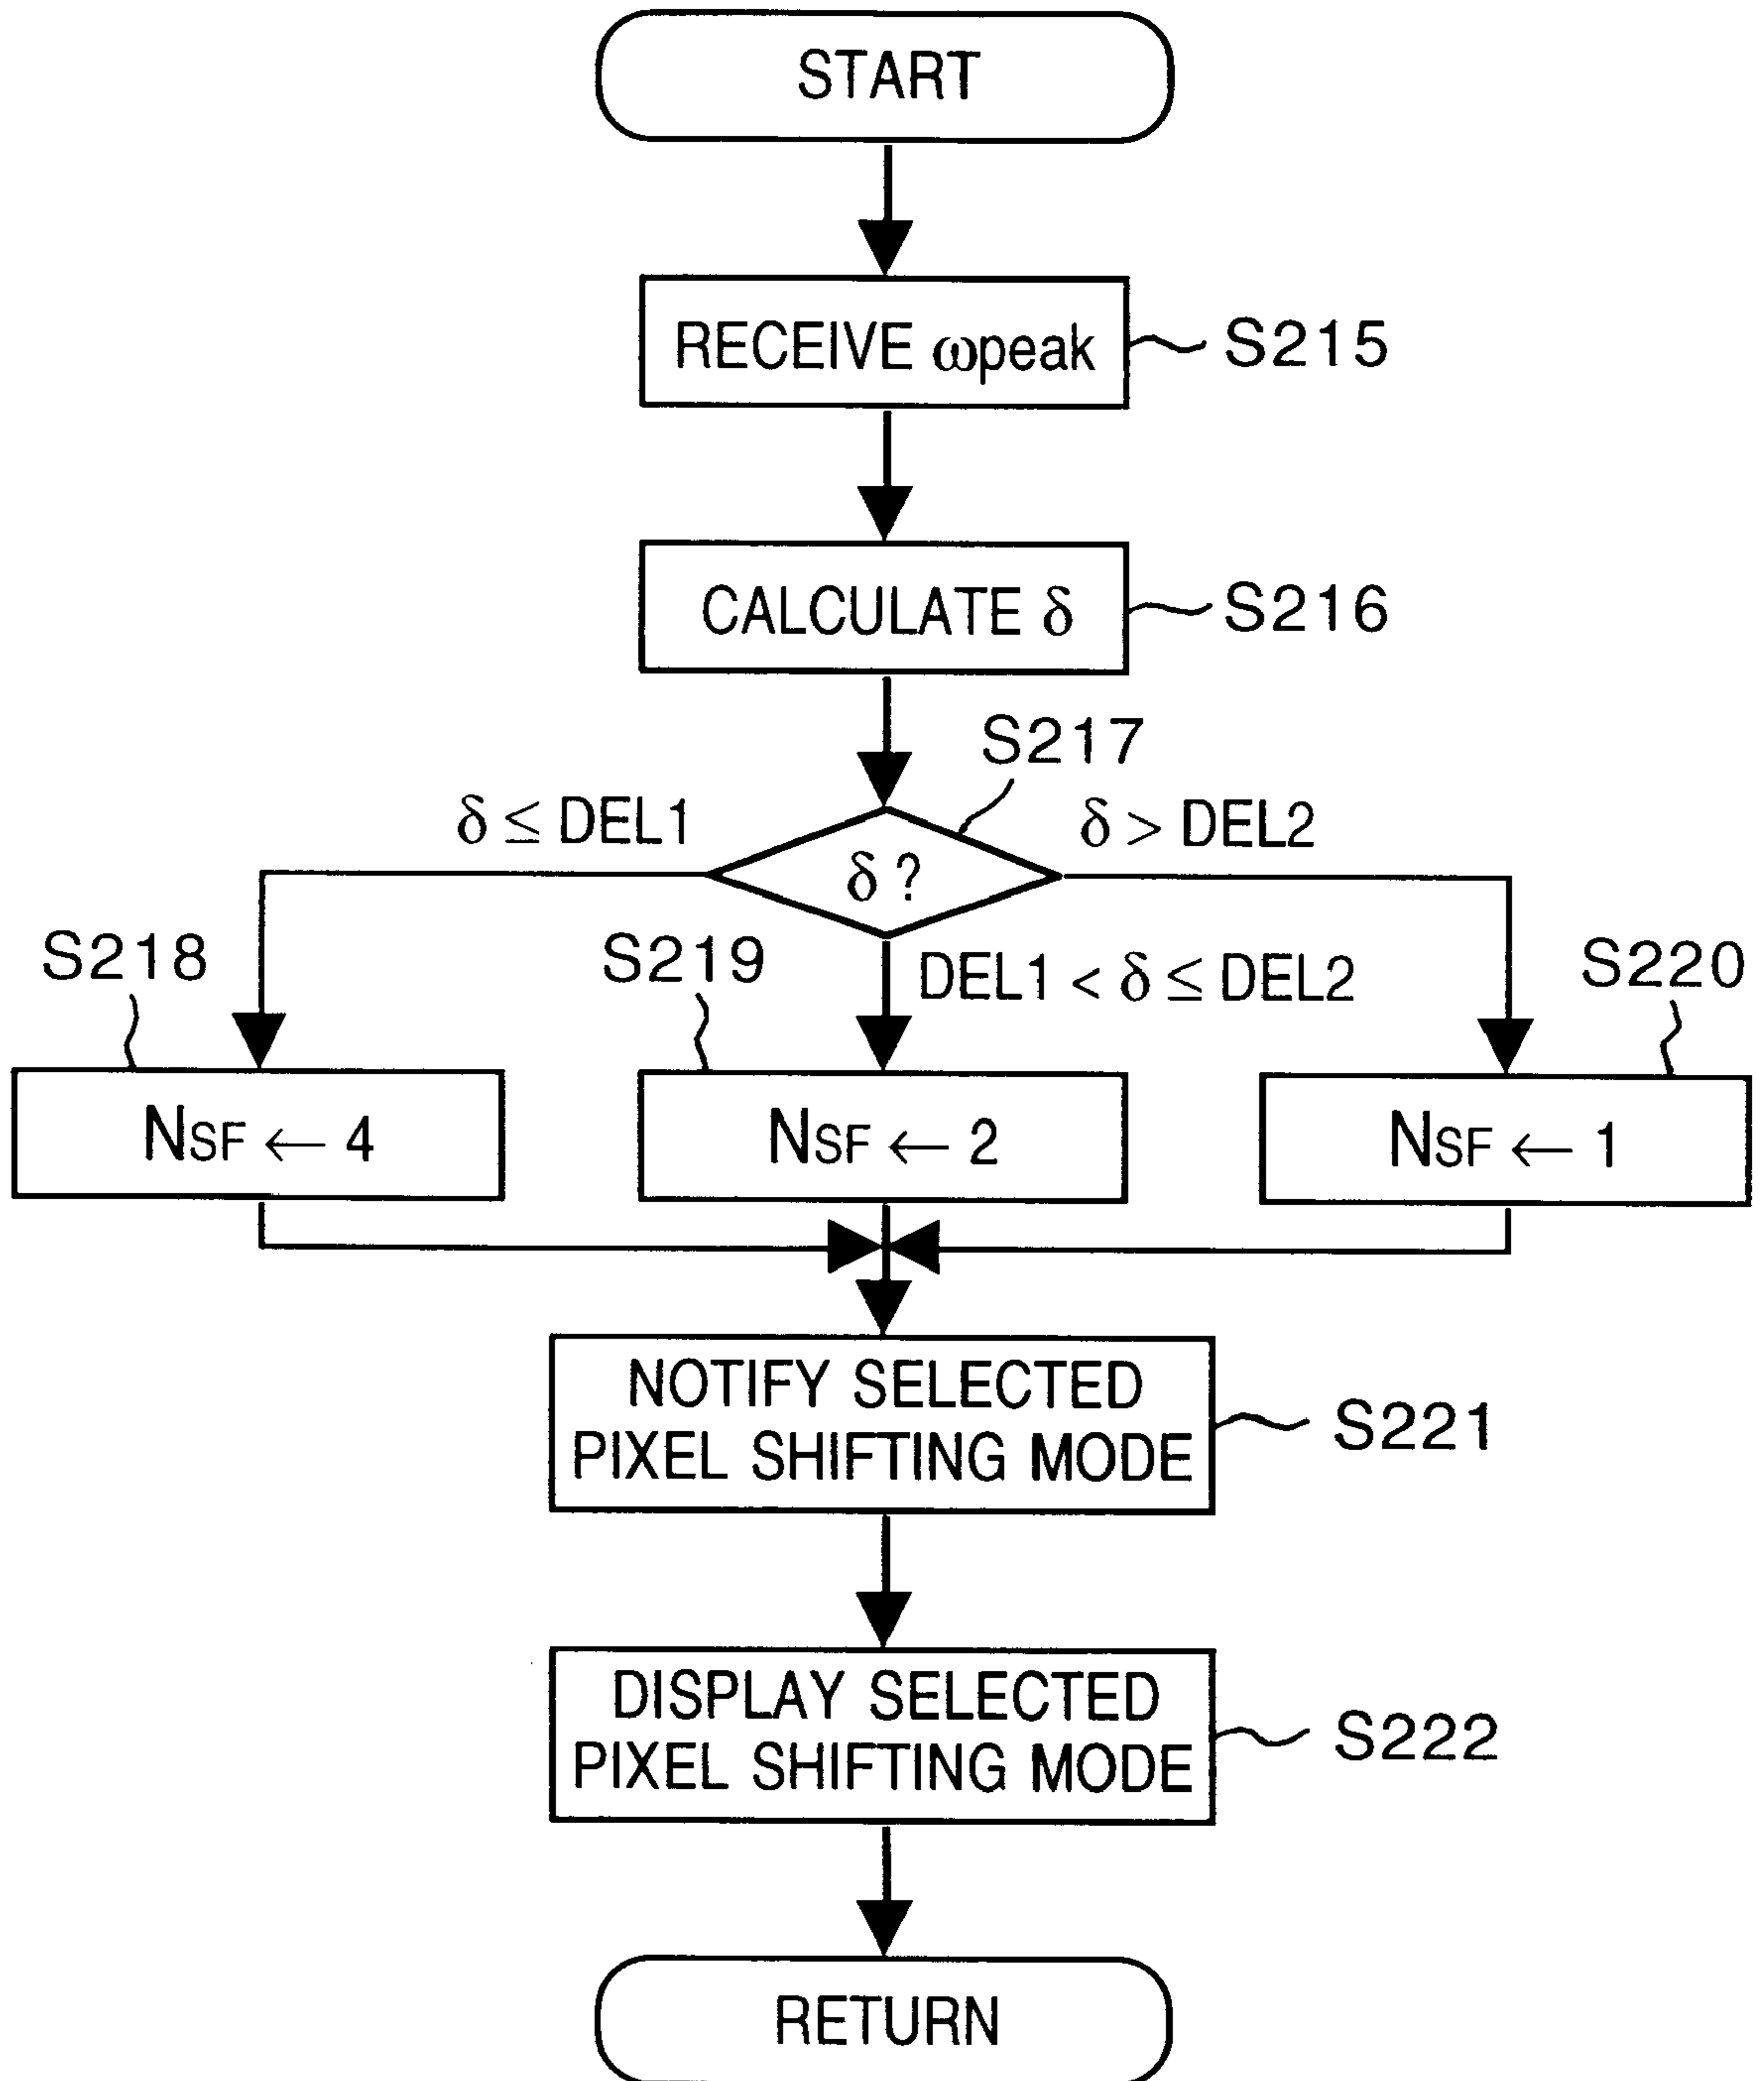 START
RECEIVE ωpeak
S215
CALCULATE δ
S216
S217
δ ≤ DEL1
δ > DEL2
δ ?
S218
S219
DEL1 < δ ≤ DEL2
S220
NSF ← 4
NSF ← 2
NSF ← 1
NOTIFY SELECTED
PIXEL SHIFTING MODE
S221
DISPLAY SELECTED
PIXEL SHIFTING MODE
S222
RETURN